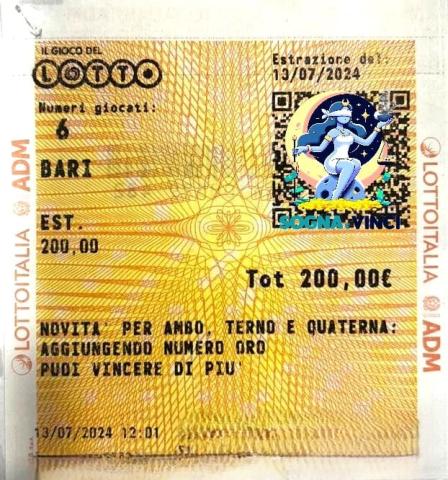 IL GIOCO DEL
LOTTO
Estrazione del:
13/07/2024
Numeri giocati:
6
BARI
SOGNA E VINCI
EST.
200,00
Tot 200,00€
NOVITA' PER AMBO, TERNO E QUATERNA:
AGGIUNGENDO NUMERO ORO
PUOI VINCERE DI PIU'
13/07/2024 12:01
LOTTOITALIA ADM
LOTTOITALIA ADM